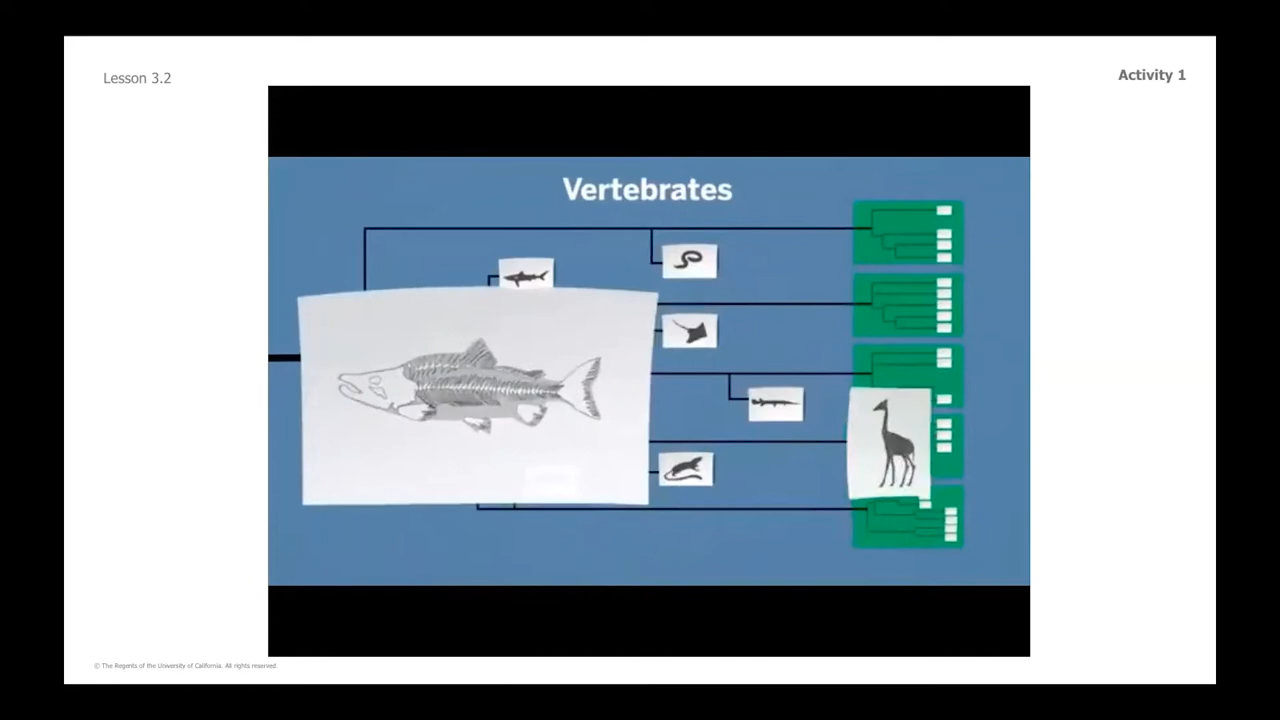 Lesson 3.2
Activity 1
Vertebrates
© The Regents of the University of California. All rights reserved.